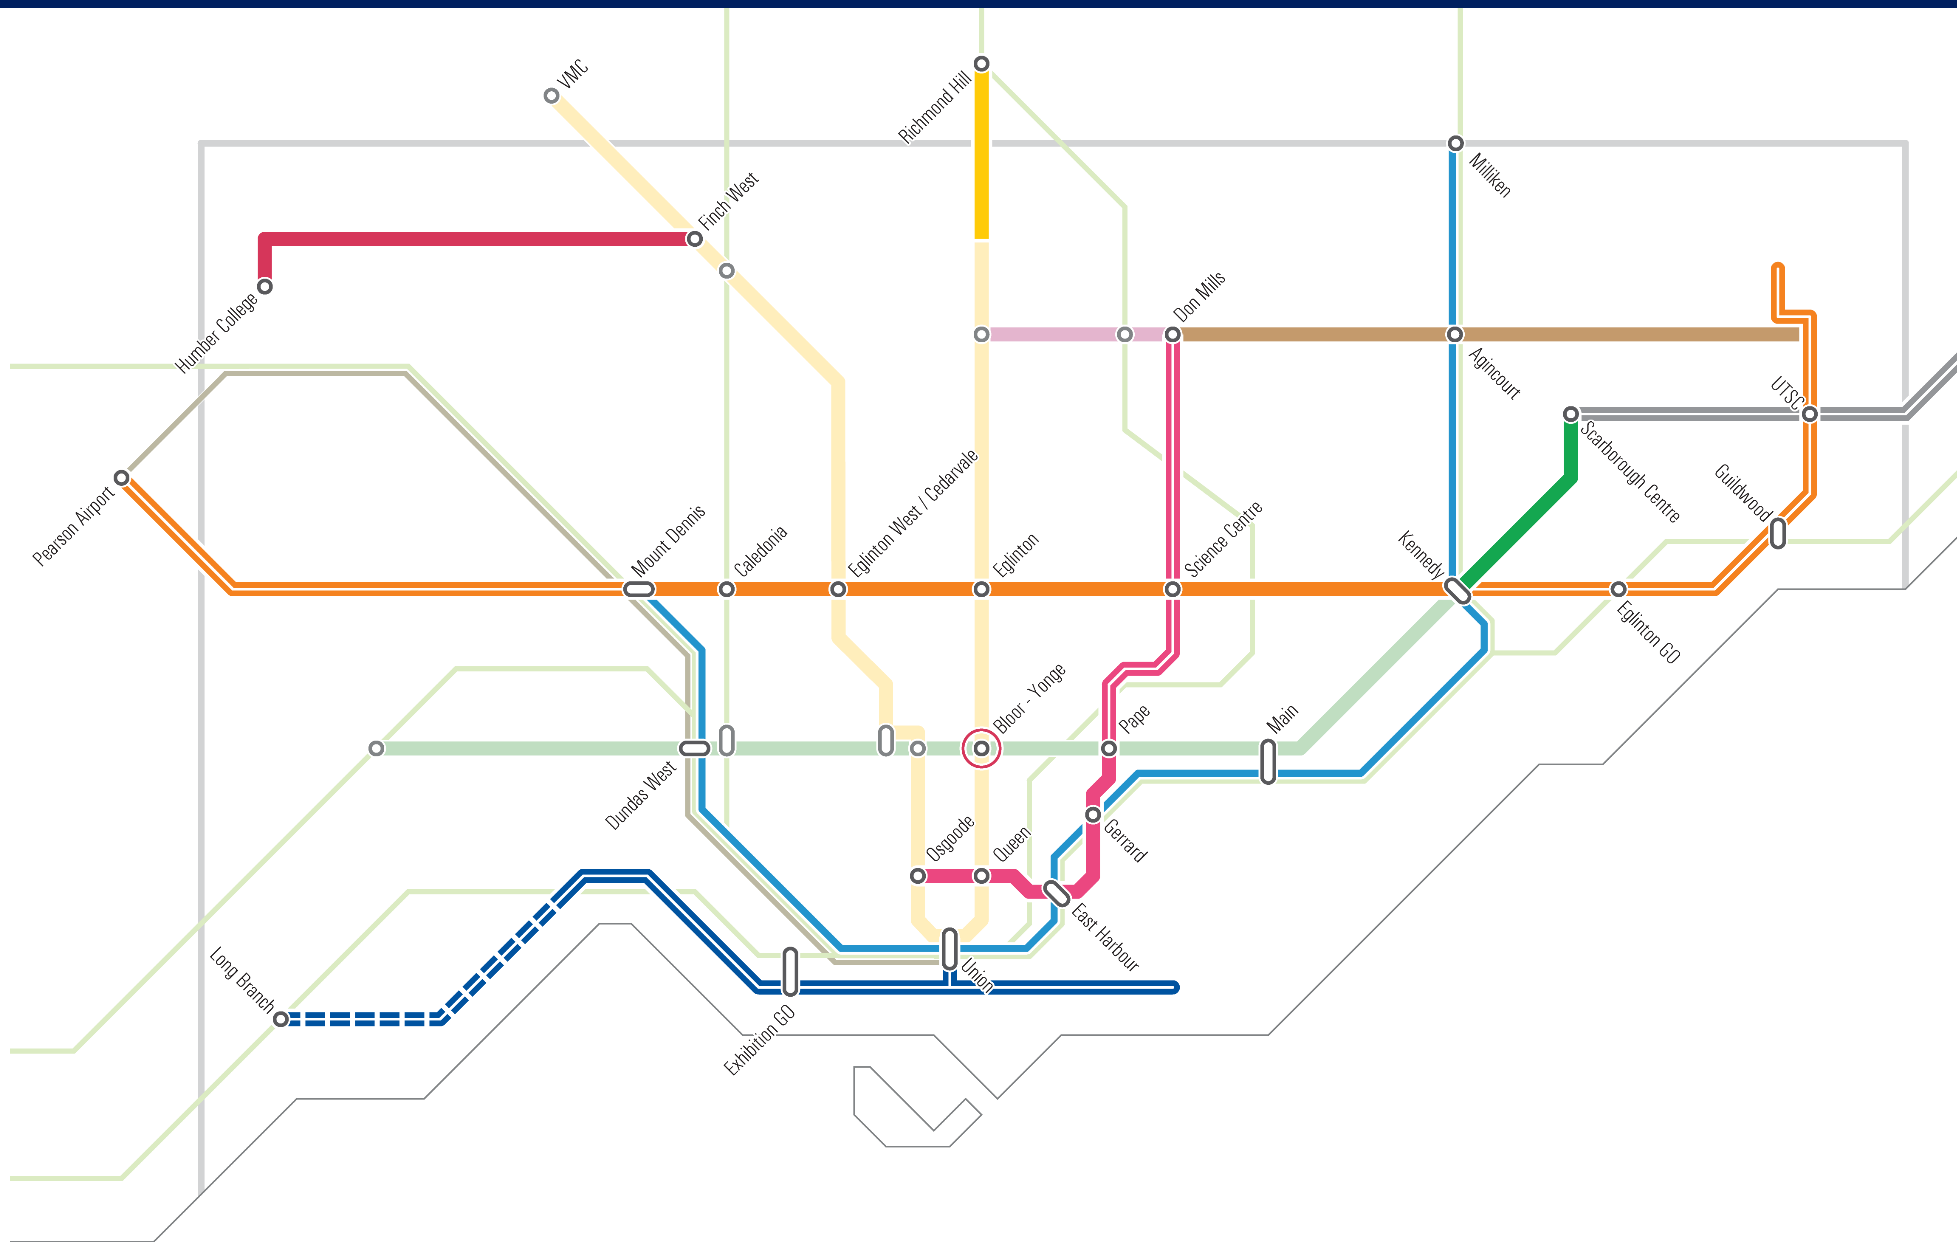 VMC
Richmond Hill
Milliken
Finch West
Humber College
Don Mills
Agincourt
UTSC
Scarborough Centre
Guildwood
Pearson Airport
Mount Dennis
Caledonia
Eglinton West / Cedarvale
Eglinton
Science Centre
Kennedy
Eglinton GO
Bloor - Yonge
Pape
Main
Dundas West
Osgoode
Queen
Gerrard
East Harbour
Long Branch
Union
Exhibition GO